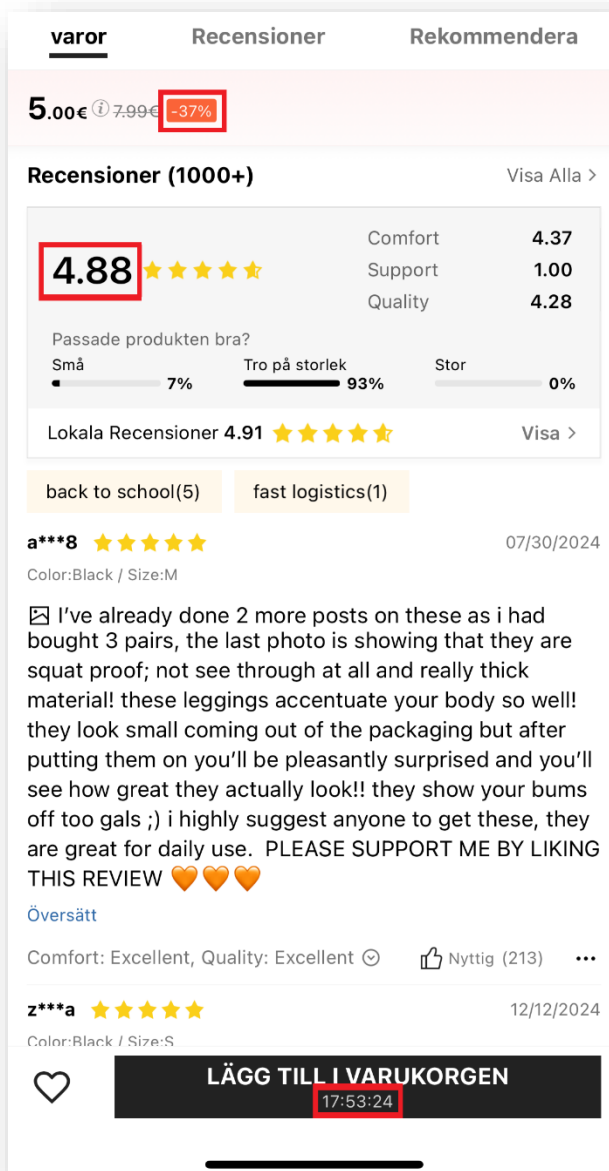 varor Recensioner Rekommendera
5.00€ i 7.99€ -37%
Recensioner (1000+) Visa Alla >
4.88
Comfort 4.37
Support 1.00
Quality 4.28
Passade produkten bra?
Små Tro på storlek Stor
7% 93% 0%
Lokala Recensioner 4.91 Visa >
back to school(5) fast logistics(1)
a***8 07/30/2024
Color:Black / Size:M
I've already done 2 more posts on these as i had
bought 3 pairs, the last photo is showing that they are
squat proof; not see through at all and really thick
material! these leggings accentuate your body so well!
they look small coming out of the packaging but after
putting them on you'll be pleasantly surprised and you'll
see how great they actually look!! they show your bums
off too gals ;) i highly suggest anyone to get these, they
are great for daily use. PLEASE SUPPORT ME BY LIKING
THIS REVIEW 🧡🧡🧡
Översätt
Comfort: Excellent, Quality: Excellent Nyttig (213) •••
z***a 12/12/2024
Color:Black / Size:S
LÄGG TILL I VARUKORGEN
17:53:24